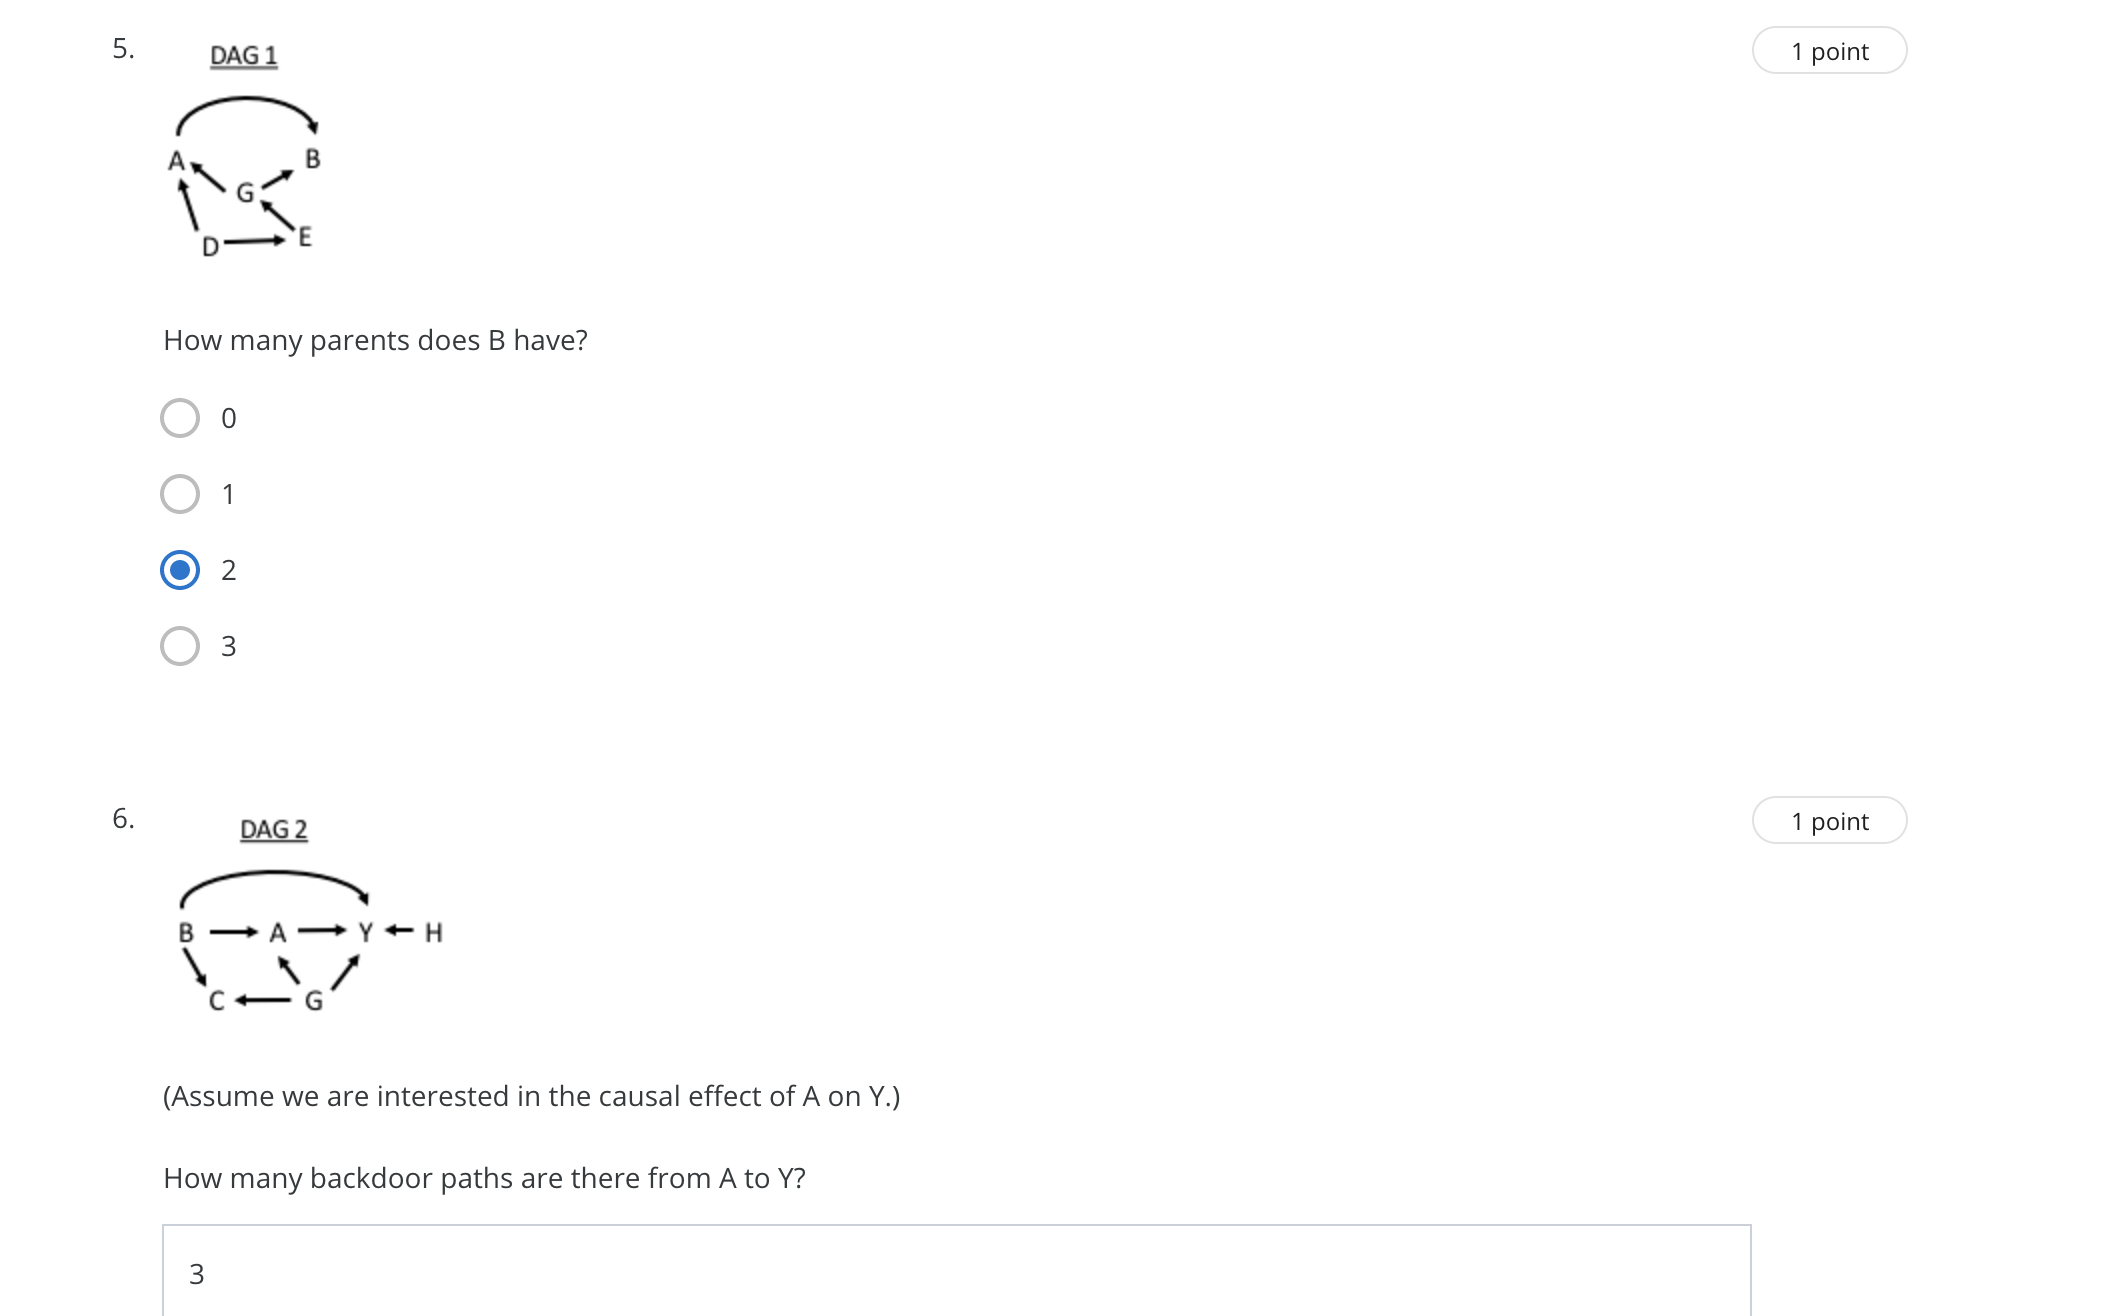 5.
DAG 1
1 point
A
B
G
D
E
How many parents does B have?
0
1
2
3
6.
DAG 2
1 point
B A Y H
C G
(Assume we are interested in the causal effect of A on Y.)
How many backdoor paths are there from A to Y?
3